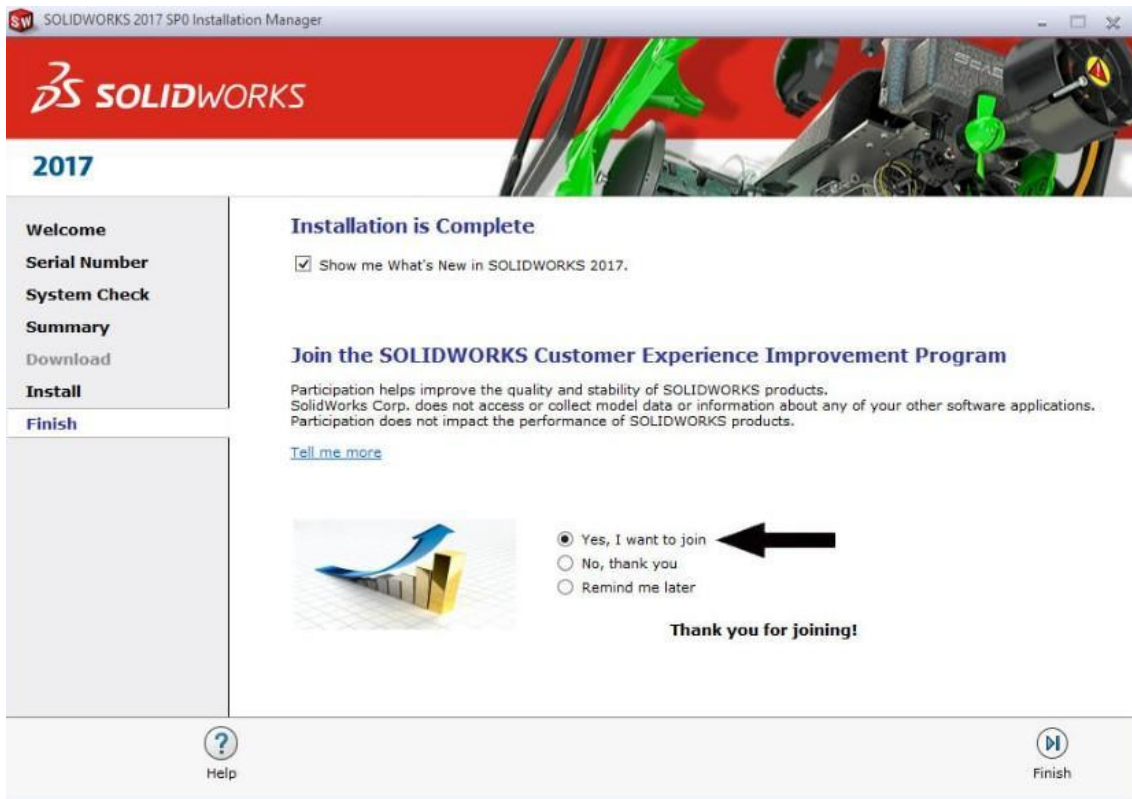 SOLIDWORKS 2017 SP0 Installation Manager
SOLIDWORKS
2017
Welcome
Serial Number
System Check
Summary
Download
Install
Finish
Installation is Complete
Show me What's New in SOLIDWORKS 2017.
Join the SOLIDWORKS Customer Experience Improvement Program
Participation helps improve the quality and stability of SOLIDWORKS products.
SolidWorks Corp. does not access or collect model data or information about any of your other software applications.
Participation does not impact the performance of SOLIDWORKS products.
Tell me more
Yes, I want to join
No, thank you
Remind me later
Thank you for joining!
Help
Finish